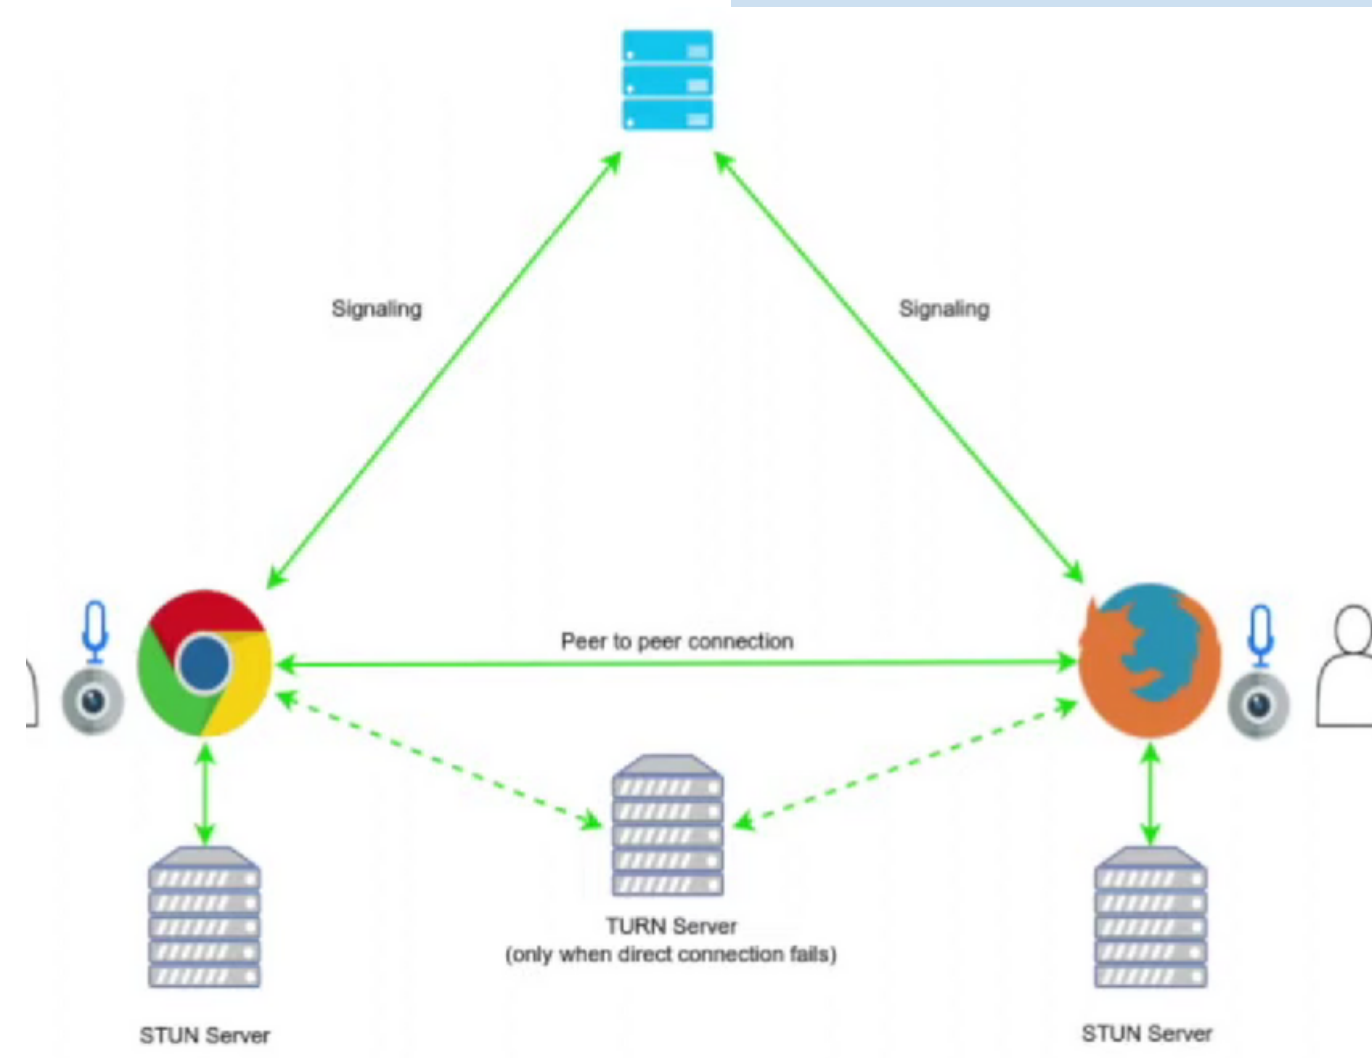 Signaling
Signaling
Peer to peer connection
TURN Server
(only when direct connection fails)
STUN Server
STUN Server